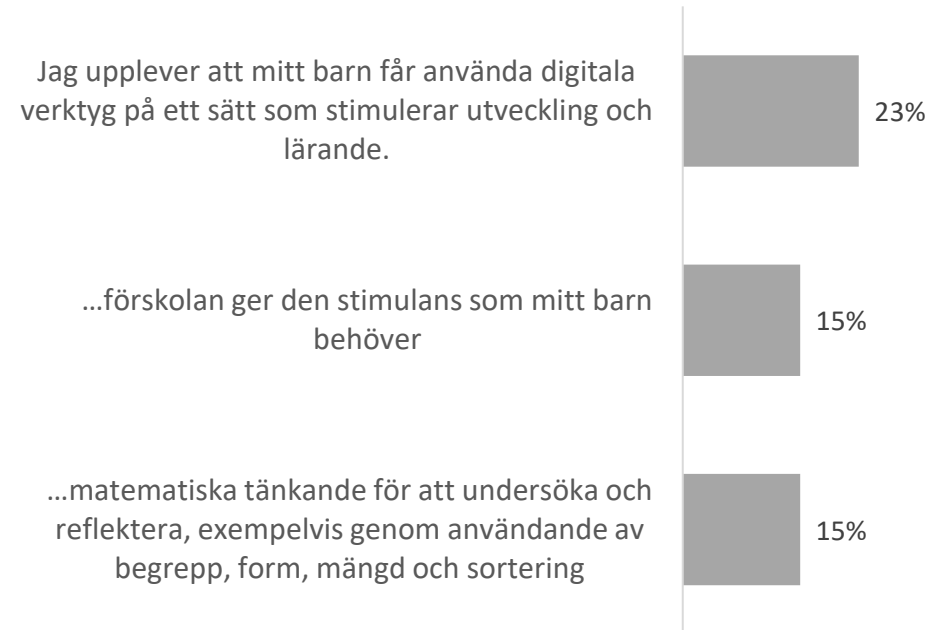 Jag upplever att mitt barn får använda digitala
verktyg på ett sätt som stimulerar utveckling och
lärande.
23%
…förskolan ger den stimulans som mitt barn
behöver
15%
…matematiska tänkande för att undersöka och
reflektera, exempelvis genom användande av
begrepp, form, mängd och sortering
15%